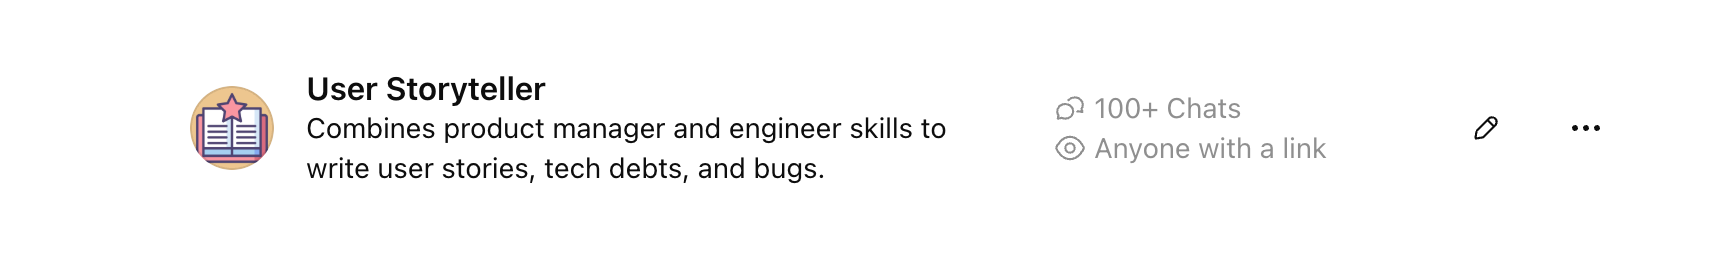 User Storyteller
Combines product manager and engineer skills to
write user stories, tech debts, and bugs.
100+ Chats
Anyone with a link